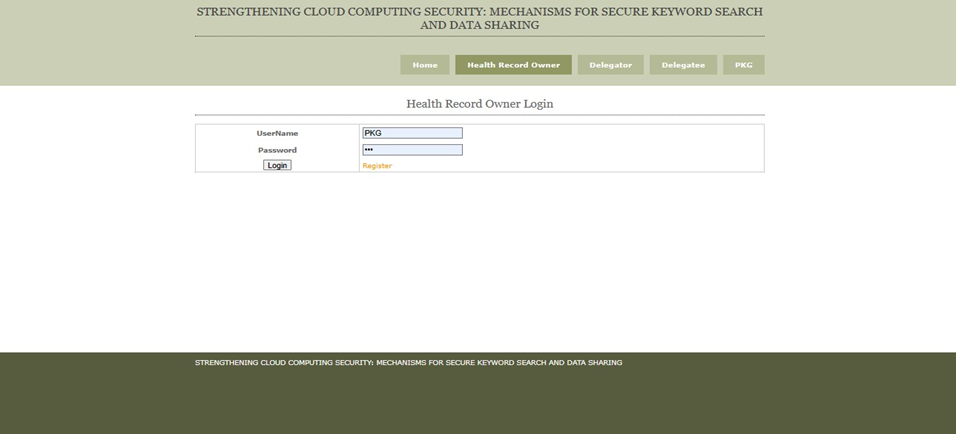 STRENGTHENING CLOUD COMPUTING SECURITY: MECHANISMS FOR SECURE KEYWORD SEARCH
AND DATA SHARING
Home Health Record Owner Delegator Delegatee PKG
Health Record Owner Login
UserName PKG
Password •••
Login Register
STRENGTHENING CLOUD COMPUTING SECURITY: MECHANISMS FOR SECURE KEYWORD SEARCH AND DATA SHARING